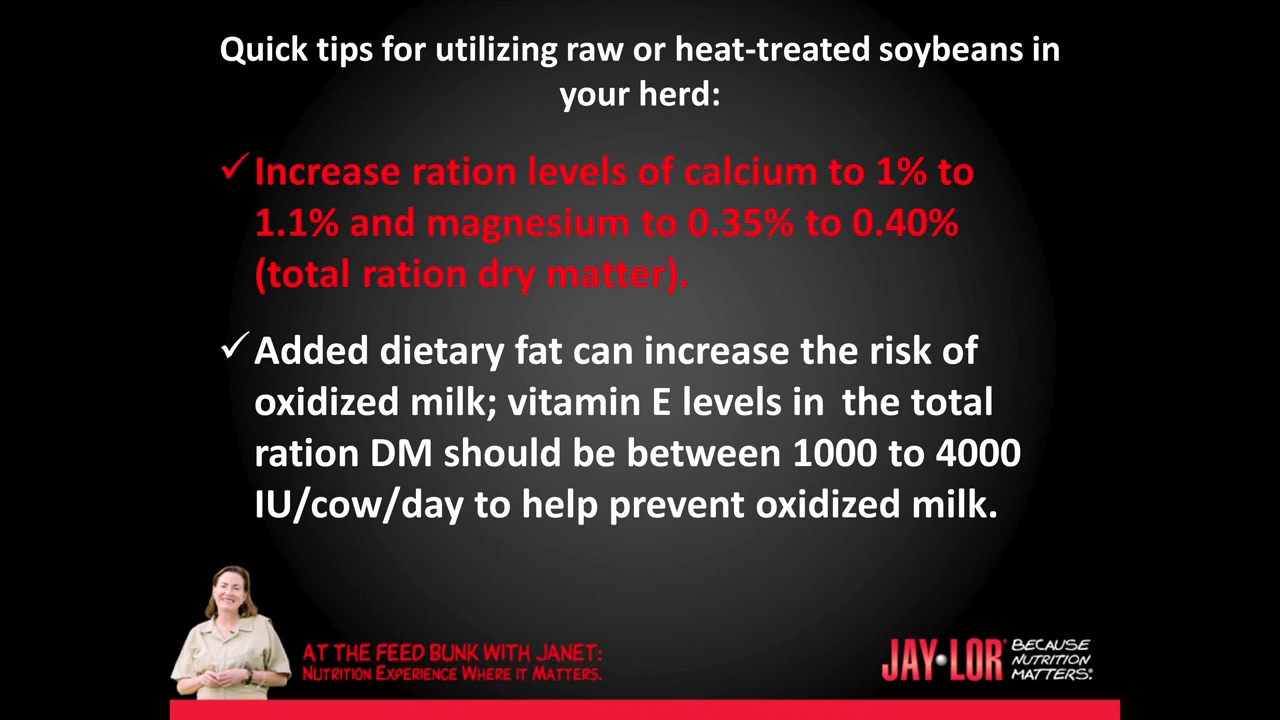 Quick tips for utilizing raw or heat-treated soybeans in
your herd:
✓Increase ration levels of calcium to 1% to
1.1% and magnesium to 0.35% to 0.40%
(total ration dry matter).
✓Added dietary fat can increase the risk of
oxidized milk; vitamin E levels in the total
ration DM should be between 1000 to 4000
IU/cow/day to help prevent oxidized milk.
AT THE FEED BUNK WITH JANET:
NUTRITION EXPERIENCE WHERE IT MATTERS.
JAY•LOR®
BECAUSE
NUTRITION
MATTERS®